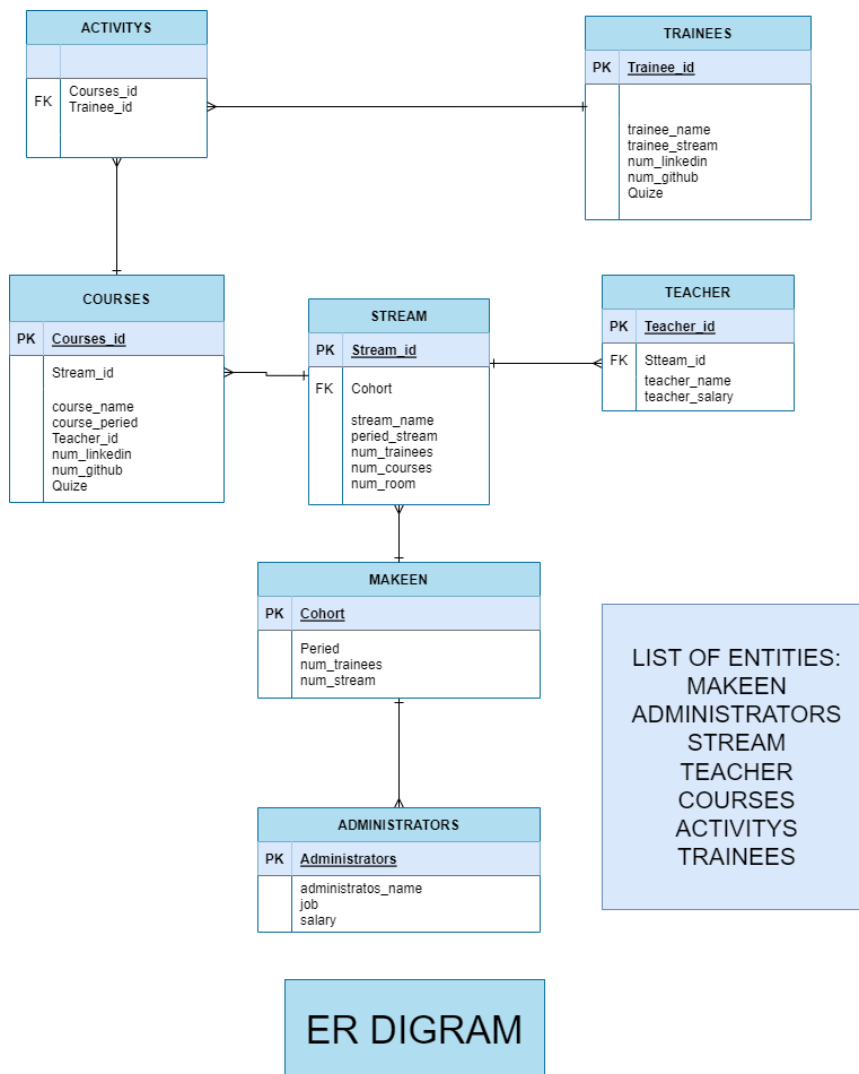 ACTIVITYS
FK Courses_id
Trainee_id
TRAINEES
PK Trainee_id
trainee_name
trainee_stream
num_linkedin
num_github
Quize
COURSES
PK Courses_id
Stream_id
course_name
course_peried
Teacher_id
num_linkedin
num_github
Quize
STREAM
PK Stream_id
FK Cohort
stream_name
peried_stream
num_trainees
num_courses
num_room
TEACHER
PK Teacher_id
FK Stteam_id
teacher_name
teacher_salary
MAKEEN
PK Cohort
Peried
num_trainees
num_stream
ADMINISTRATORS
PK Administrators
administratos_name
job
salary
LIST OF ENTITIES:
MAKEEN
ADMINISTRATORS
STREAM
TEACHER
COURSES
ACTIVITYS
TRAINEES
ER DIGRAM